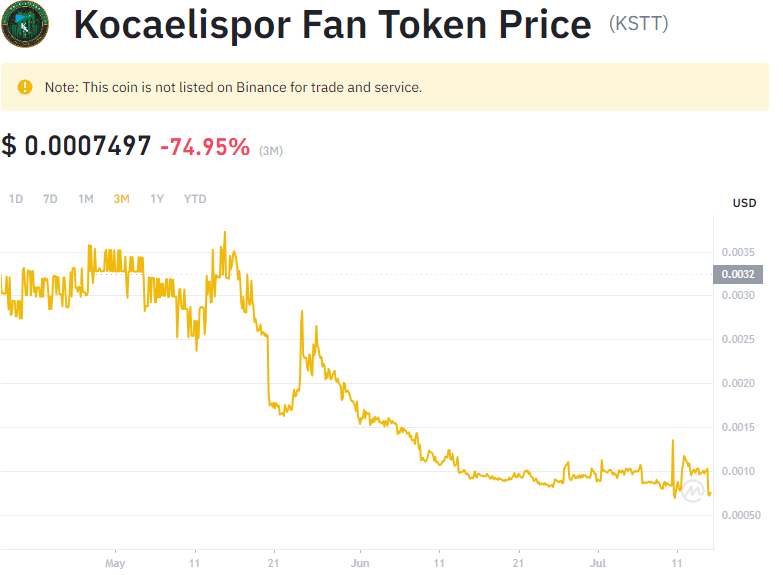 Kocaelispor Fan Token Price (KSTT)
Note: This coin is not listed on Binance for trade and service.
$ 0.0007497 -74.95% (3M)
1D 7D 1M 3M 1Y YTD
USD
0.0035
0.0032
0.0030
0.0025
0.0020
0.0015
0.0010
0.00050
May 11 21 Jun 11 21 Jul 11